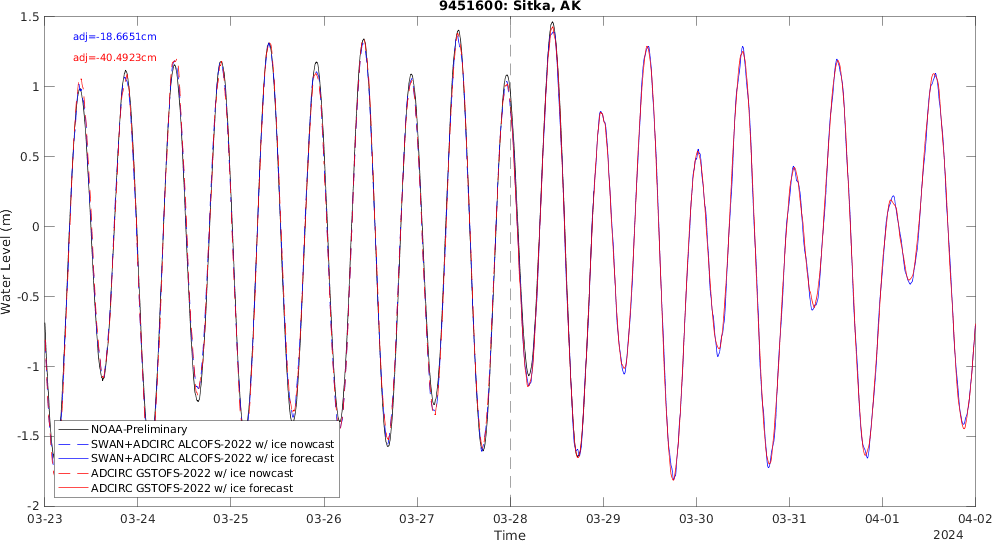 9451600: Sitka, AK
adj=-18.6651cm
adj=-40.4923cm
1.5
1
0.5
0
-0.5
-1
-1.5
-2
Water Level (m)
NOAA-Preliminary
SWAN+ADCIRC ALCOFS-2022 w/ ice nowcast
SWAN+ADCIRC ALCOFS-2022 w/ ice forecast
ADCIRC GSTOFS-2022 w/ ice nowcast
ADCIRC GSTOFS-2022 w/ ice forecast
03-23 03-24 03-25 03-26 03-27 03-28 03-29 03-30 03-31 04-01 04-02
Time
2024